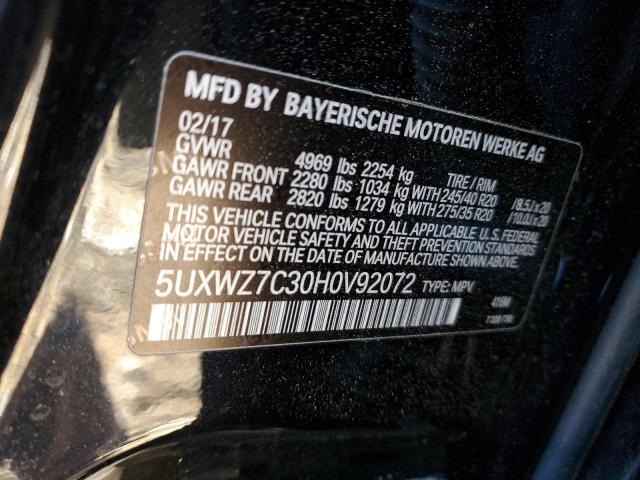 MFD BY BAYERISCHE MOTOREN WERKE AG
02/17
GVWR 4969 lbs 2254 kg TIRE / RIM
GAWR FRONT 2280 lbs 1034 kg WITH 245/40 R20 / 8.5Jx20
GAWR REAR 2820 lbs 1279 kg WITH 275/35 R20 / 10.0Jx20
THIS VEHICLE CONFORMS TO ALL APPLICABLE U.S. FEDERAL
MOTOR VEHICLE SAFETY AND THEFT PREVENTION STANDARDS
IN EFFECT ON THE DATE OF MANUFACTURE SHOWN ABOVE.
5UXWZ7C30H0V92072 TYPE: MPV